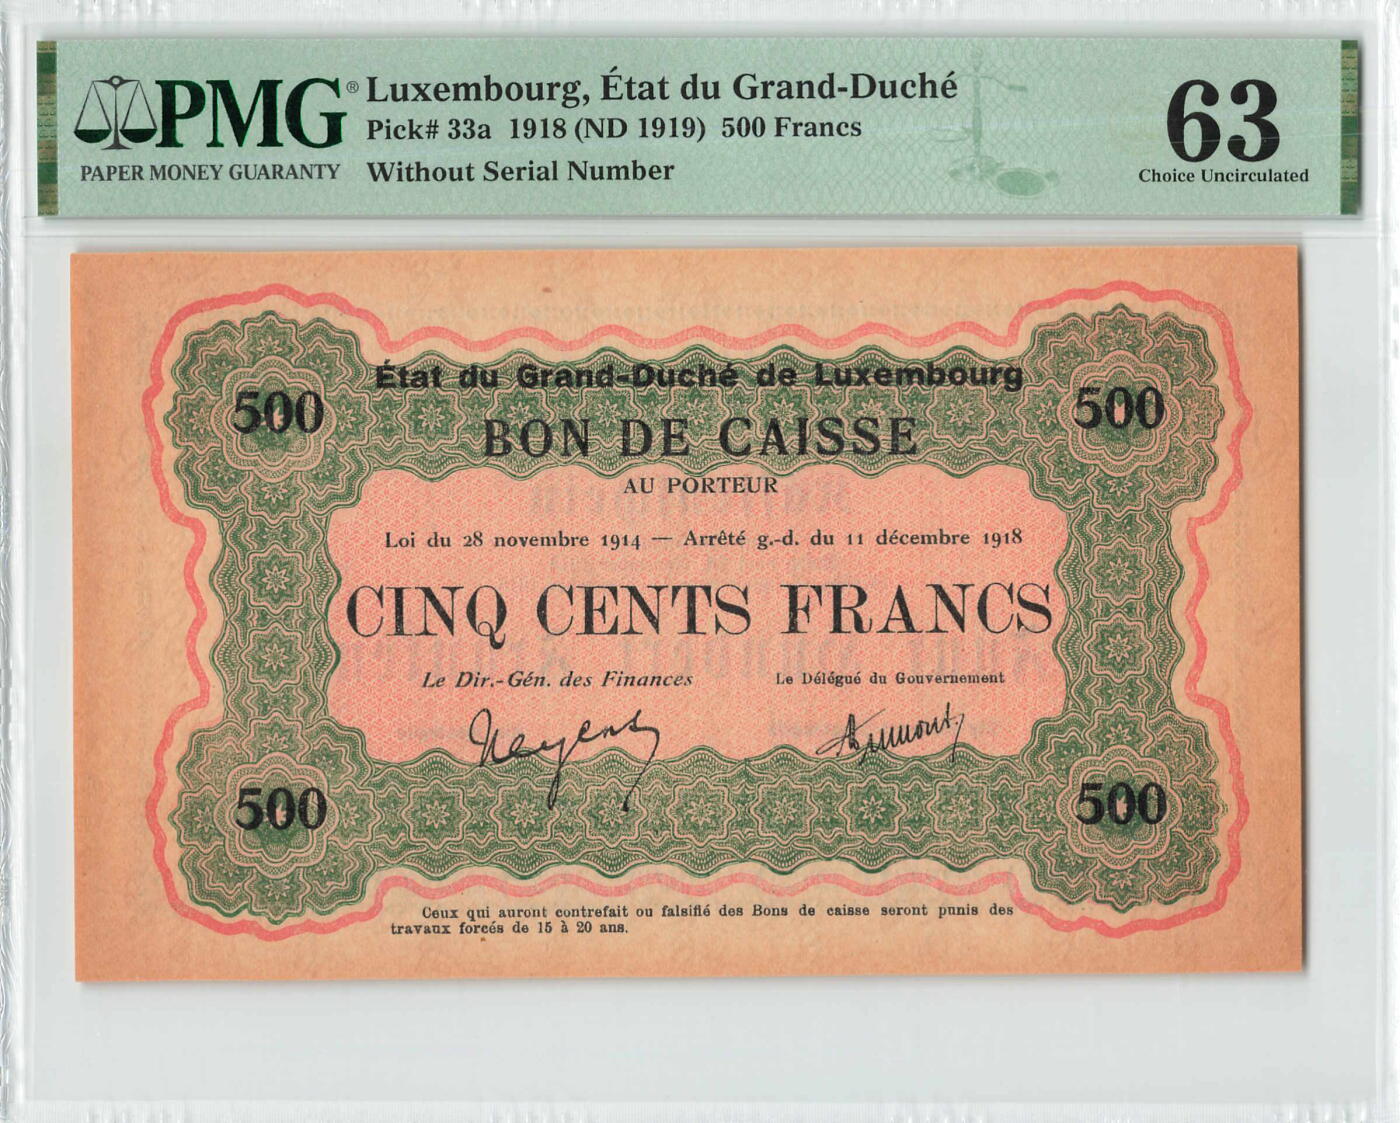 PMG®
PAPER MONEY GUARANTY
Luxembourg, État du Grand-Duché
Pick# 33a 1918 (ND 1919) 500 Francs
Without Serial Number
63
Choice Uncirculated
500
500
État du Grand-Duché de Luxembourg
BON DE CAISSE
AU PORTEUR
Loi du 28 novembre 1914 — Arrêté g.-d. du 11 décembre 1918
CINQ CENTS FRANCS
Le Dir.-Gén. des Finances
Le Délégué du Gouvernement
500
500
Ceux qui auront contrefait ou falsifié des Bons de caisse seront punis des
travaux forcés de 15 à 20 ans.